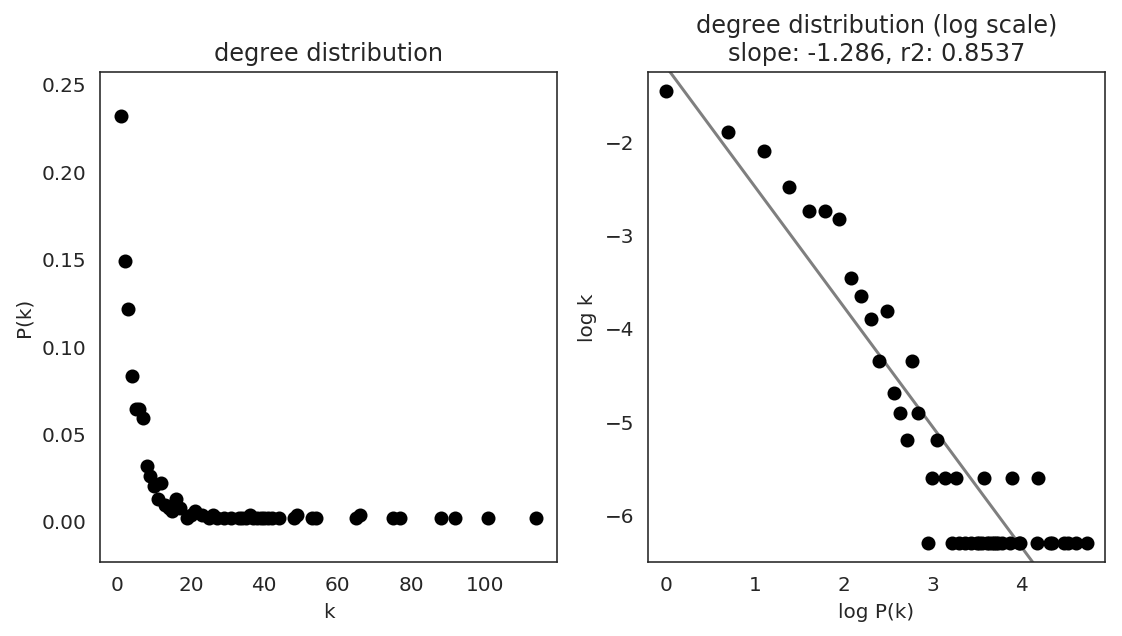 degree distribution
0.25
0.20
0.15
0.10
0.05
0.00
P(k)
0 20 40 60 80 100
k
degree distribution (log scale)
slope: -1.286, r2: 0.8537
−2
−3
−4
−5
−6
log k
0 1 2 3 4
log P(k)